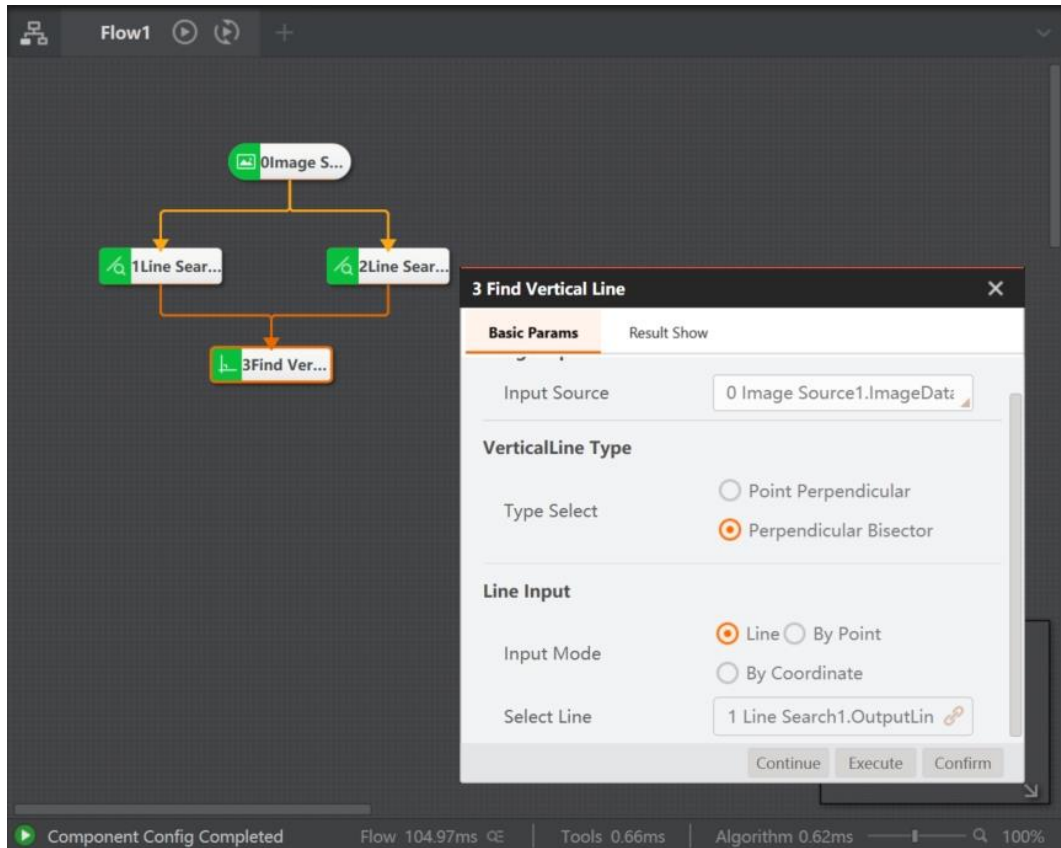 Flow1
0Image S...
1Line Sear...
2Line Sear...
3Find Ver...
3 Find Vertical Line
Basic Params
Result Show
Input Source
0 Image Source1.ImageData
VerticalLine Type
Type Select
Point Perpendicular
Perpendicular Bisector
Line Input
Input Mode
Line
By Point
By Coordinate
Select Line
1 Line Search1.OutputLin
Continue
Execute
Confirm
Component Config Completed
Flow 104.97ms
Tools 0.66ms
Algorithm 0.62ms
100%